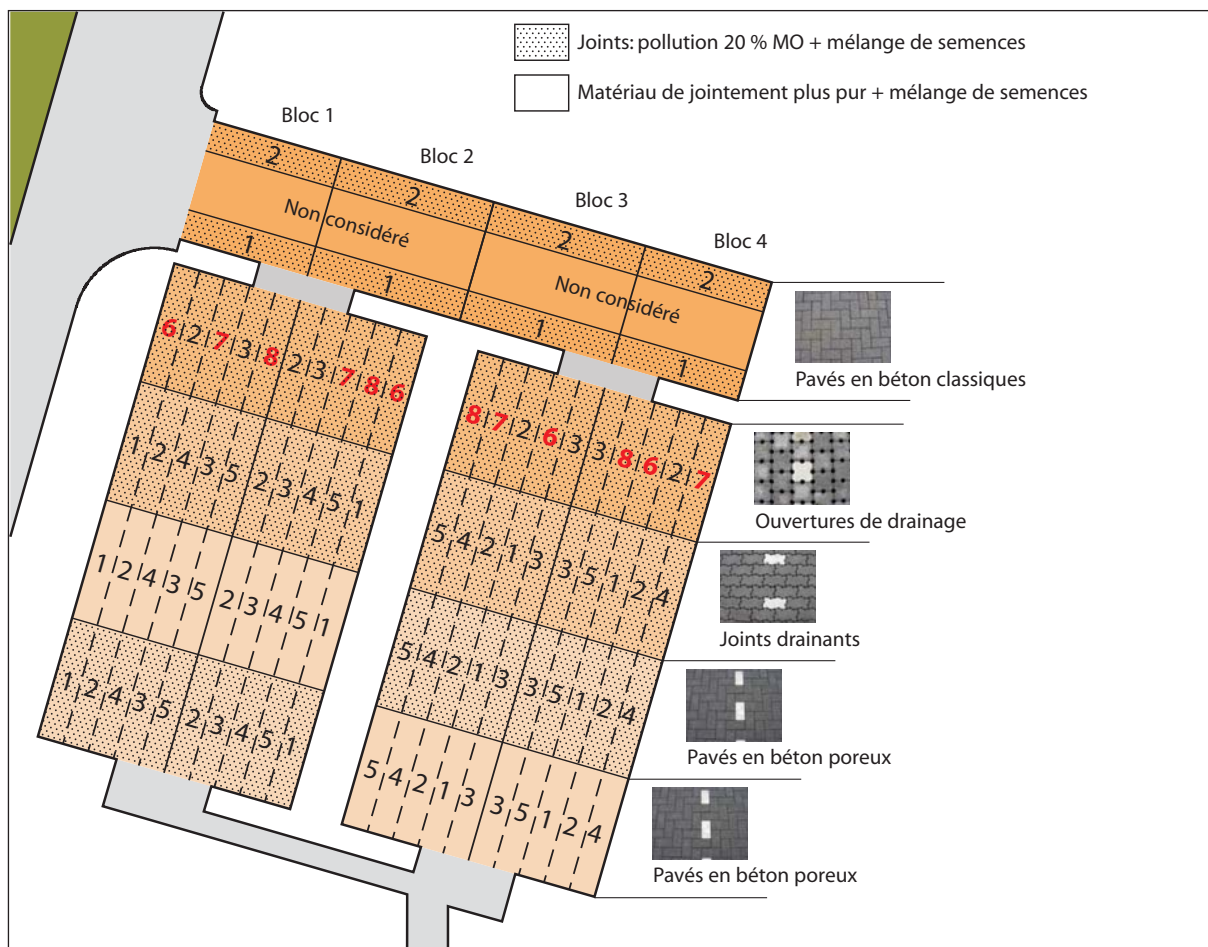 Joints: pollution 20 % MO + mélange de semences
Matériau de jointement plus pur + mélange de semences
Bloc 1
Bloc 2
Bloc 3
Bloc 4
2 2 2 2
Non considéré
Non considéré
1 1 1 1
Pavés en béton classiques
6 2 7 3 8 2 3 7 8 6
8 7 2 6 3 3 8 6 2 7
Ouvertures de drainage
1 2 4 3 5 2 3 4 5 1
5 4 2 1 3 3 5 1 2 4
Joints drainants
1 2 4 3 5 2 3 4 5 1
5 4 2 1 3 3 5 1 2 4
Pavés en béton poreux
1 2 4 3 5 2 3 4 5 1
5 4 2 1 3 3 5 1 2 4
Pavés en béton poreux